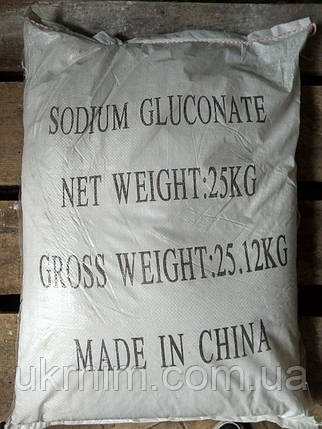 SODIUM GLUCONATE
NET WEIGHT:25KG
GROSS WEIGHT:25.12KG
MADE IN CHINA
ukrhim.com.ua